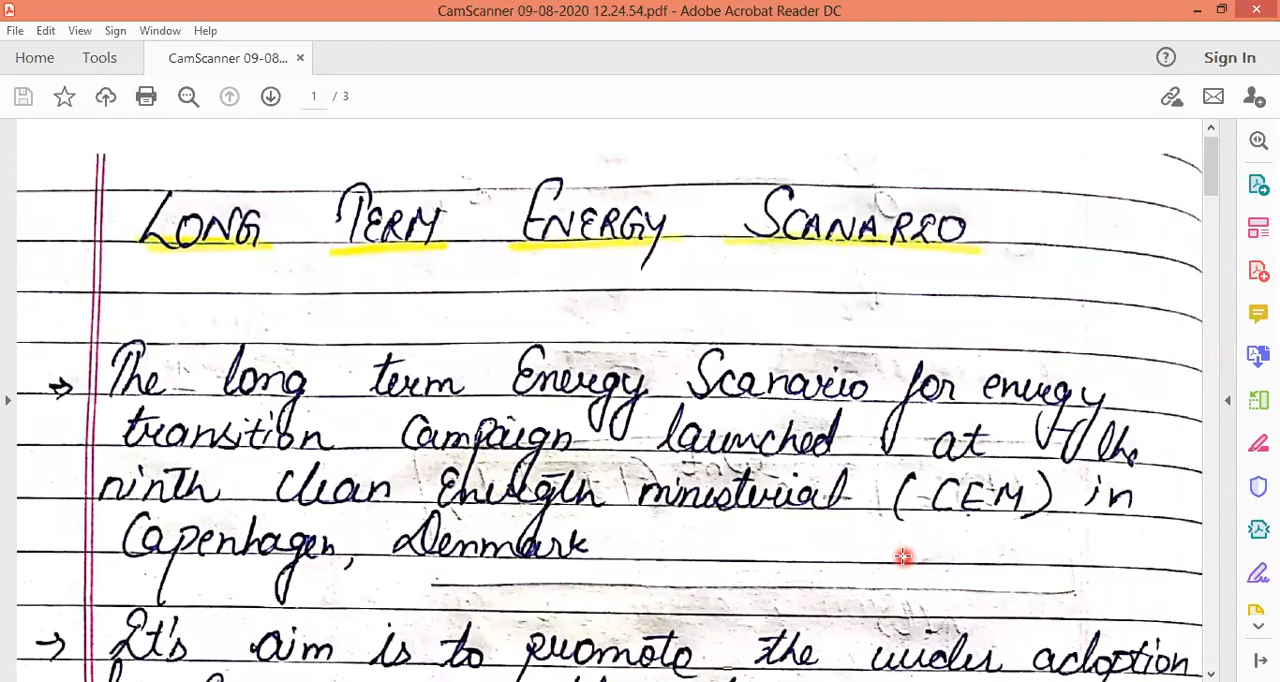 CamScanner 09-08-2020 12.24.54.pdf - Adobe Acrobat Reader DC
File Edit View Sign Window Help
Home Tools CamScanner 09-08... × Sign In
1 / 3
LONG TERM ENERGY SCANARIO
→ The long term Energy Scanario for energy
transition Campaign launched at the
ninth clean Energy ministerial (CEM) in
Capenhagen, Denmark
→ It's aim is to promote the wider adoption